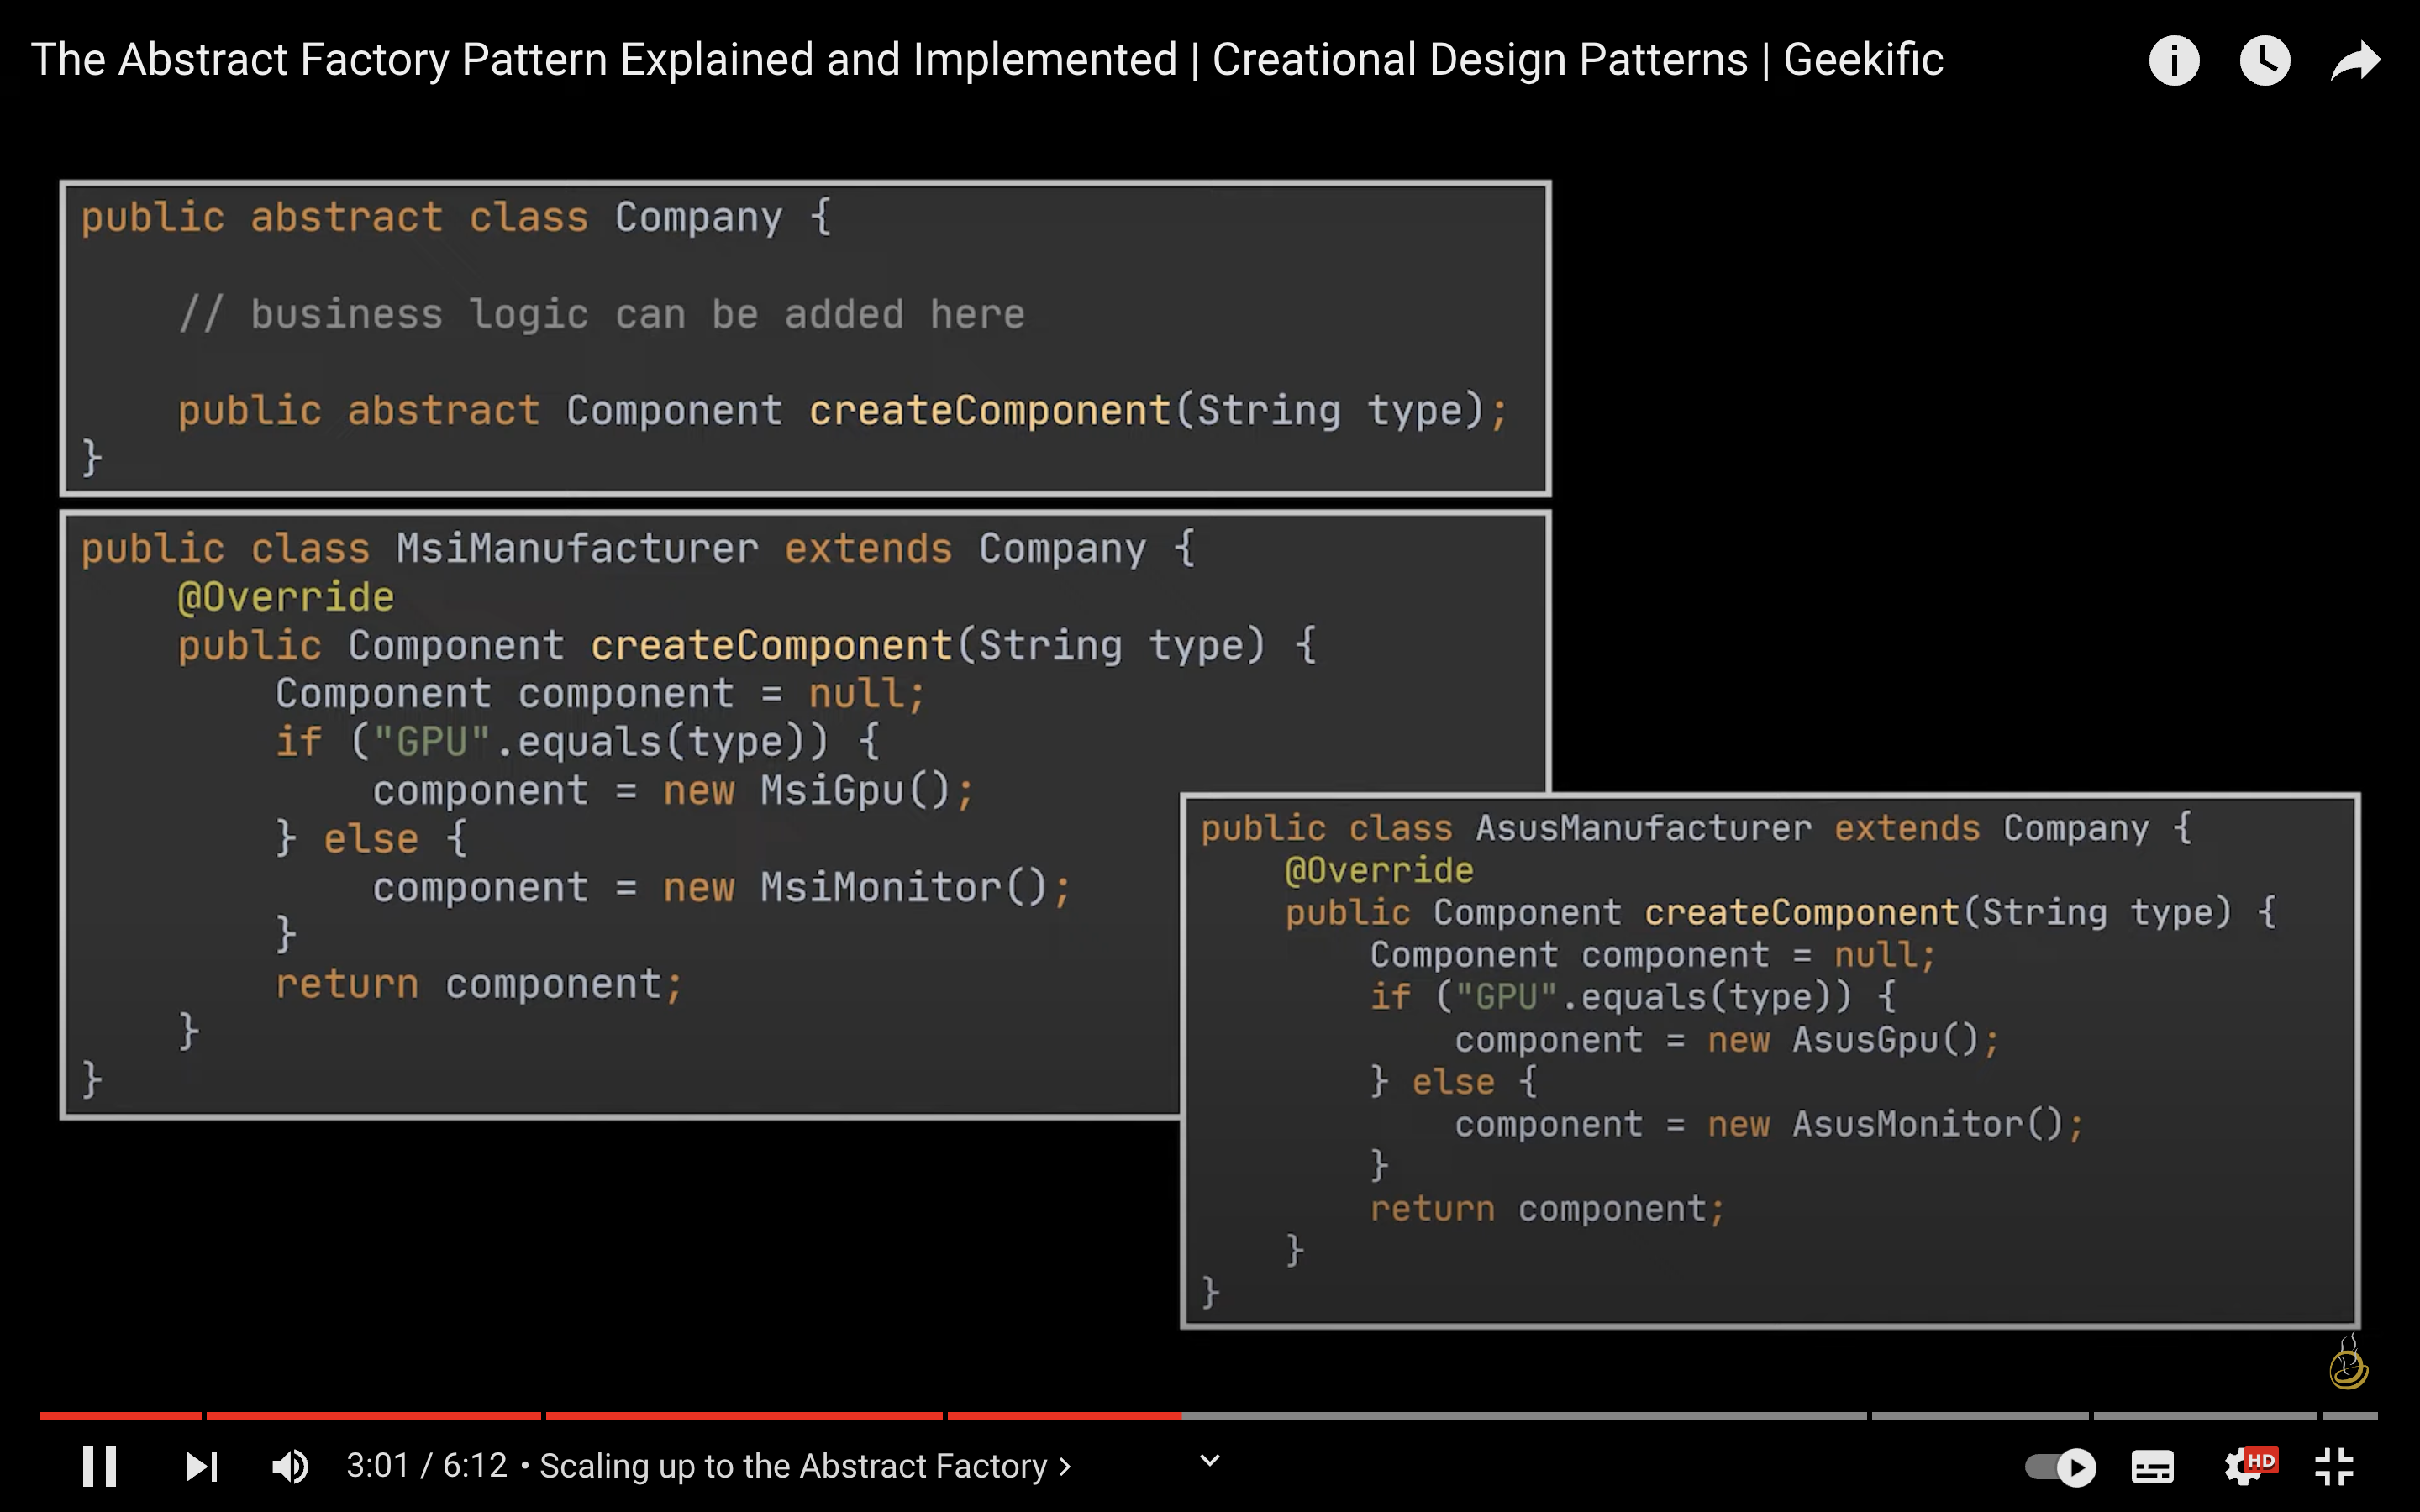 The Abstract Factory Pattern Explained and Implemented | Creational Design Patterns | Geekific
public abstract class Company {
// business logic can be added here
public abstract Component createComponent(String type);
}
public class MsiManufacturer extends Company {
@Override
public Component createComponent(String type) {
Component component = null;
if ("GPU".equals(type)) {
component = new MsiGpu();
} else {
component = new MsiMonitor();
}
return component;
}
}
public class AsusManufacturer extends Company {
@Override
public Component createComponent(String type) {
Component component = null;
if ("GPU".equals(type)) {
component = new AsusGpu();
} else {
component = new AsusMonitor();
}
return component;
}
}
3:01 / 6:12 • Scaling up to the Abstract Factory >
HD